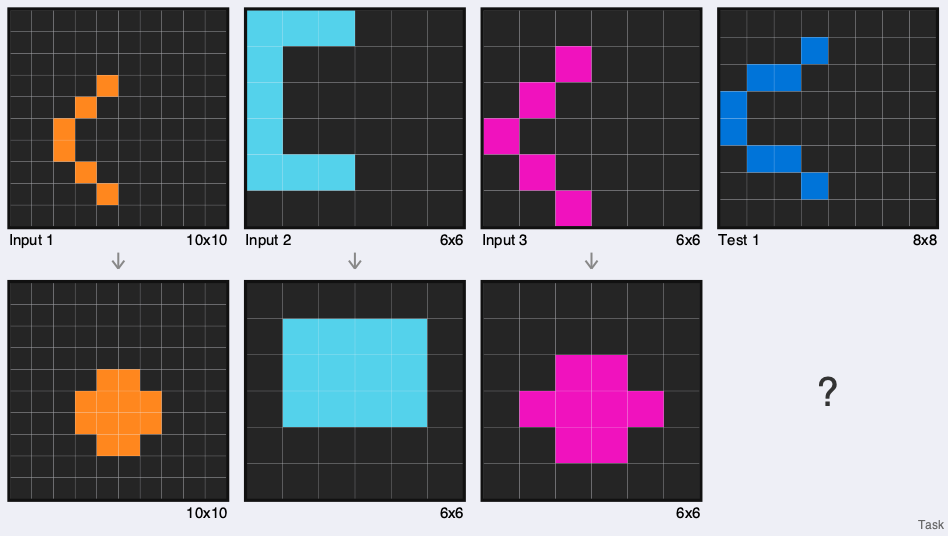 Input 1 10x10
Input 2 6x6
Input 3 6x6
Test 1 8x8
10x10
6x6
6x6
?
Task